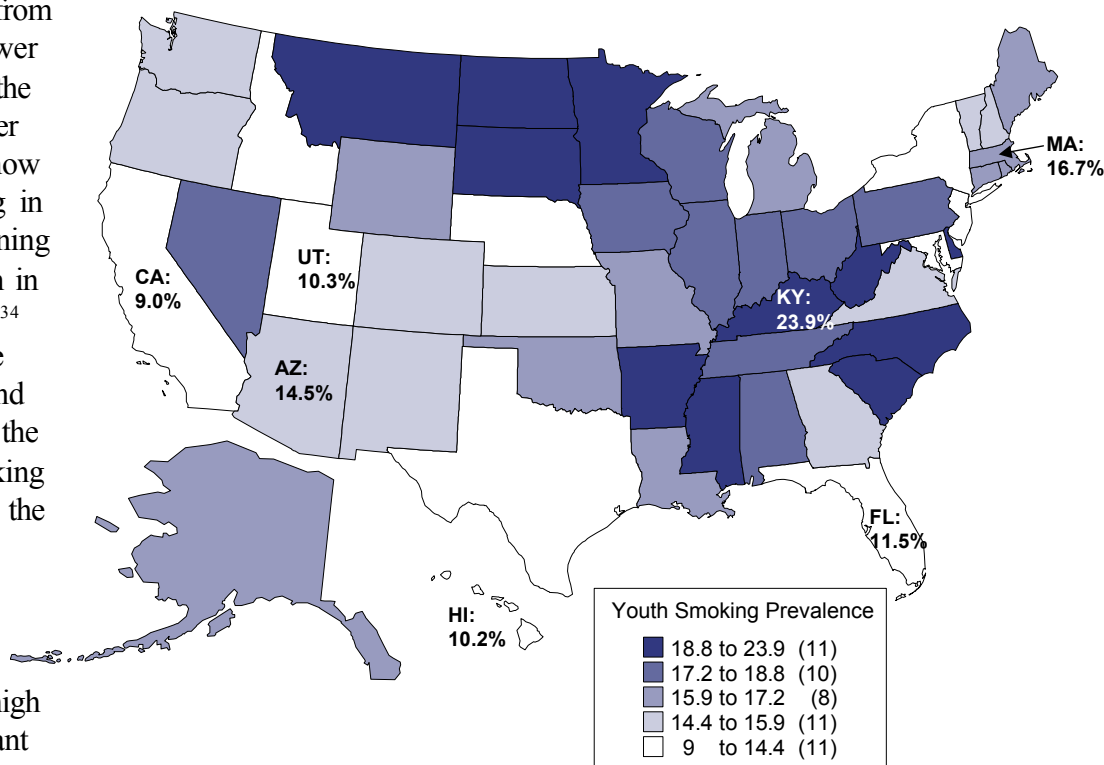 from
wer
the
er
now
g in
ning
n in
34
e
nd
the
king
the
high
ant
MA:
16.7%
UT:
10.3%
CA:
9.0%
KY:
23.9%
AZ:
14.5%
FL:
11.5%
HI:
10.2%
Youth Smoking Prevalence
18.8 to 23.9 (11)
17.2 to 18.8 (10)
15.9 to 17.2 (8)
14.4 to 15.9 (11)
9 to 14.4 (11)